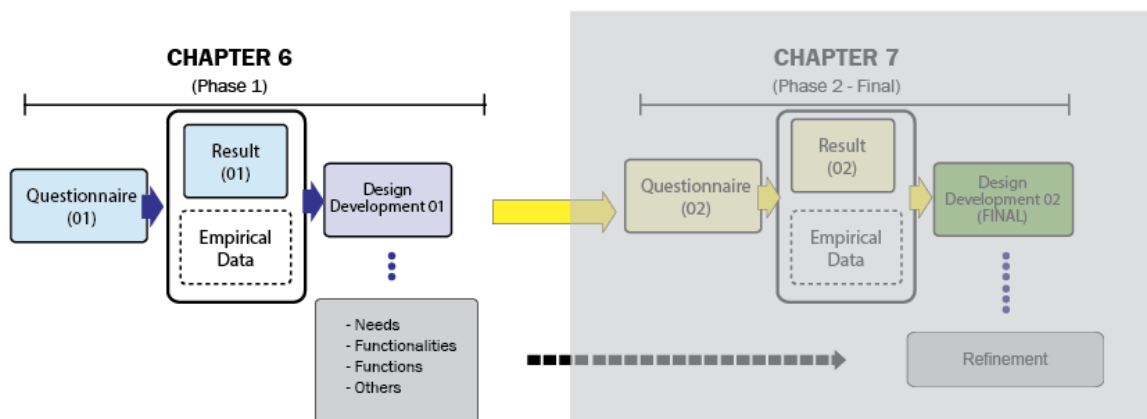 CHAPTER 6
(Phase 1)
Questionnaire
(01)
Result
(01)
Empirical
Data
Design
Development 01
- Needs
- Functionalities
- Functions
- Others
CHAPTER 7
(Phase 2 - Final)
Questionnaire
(02)
Result
(02)
Empirical
Data
Design
Development 02
(FINAL)
Refinement